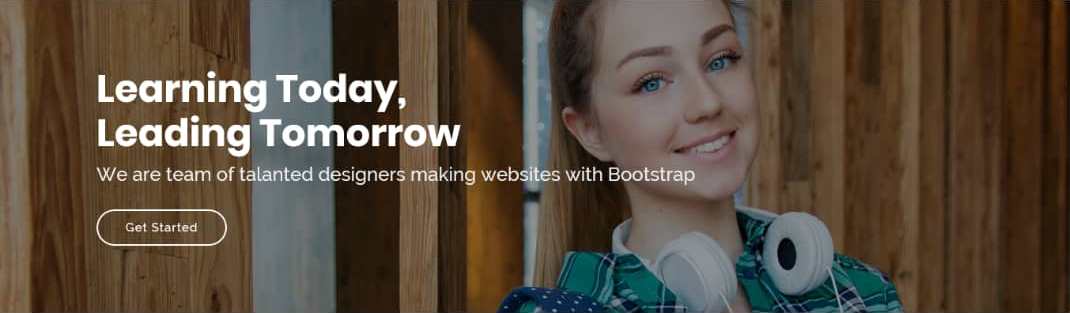 Learning Today,
Leading Tomorrow
We are team of talanted designers making websites with Bootstrap
Get Started